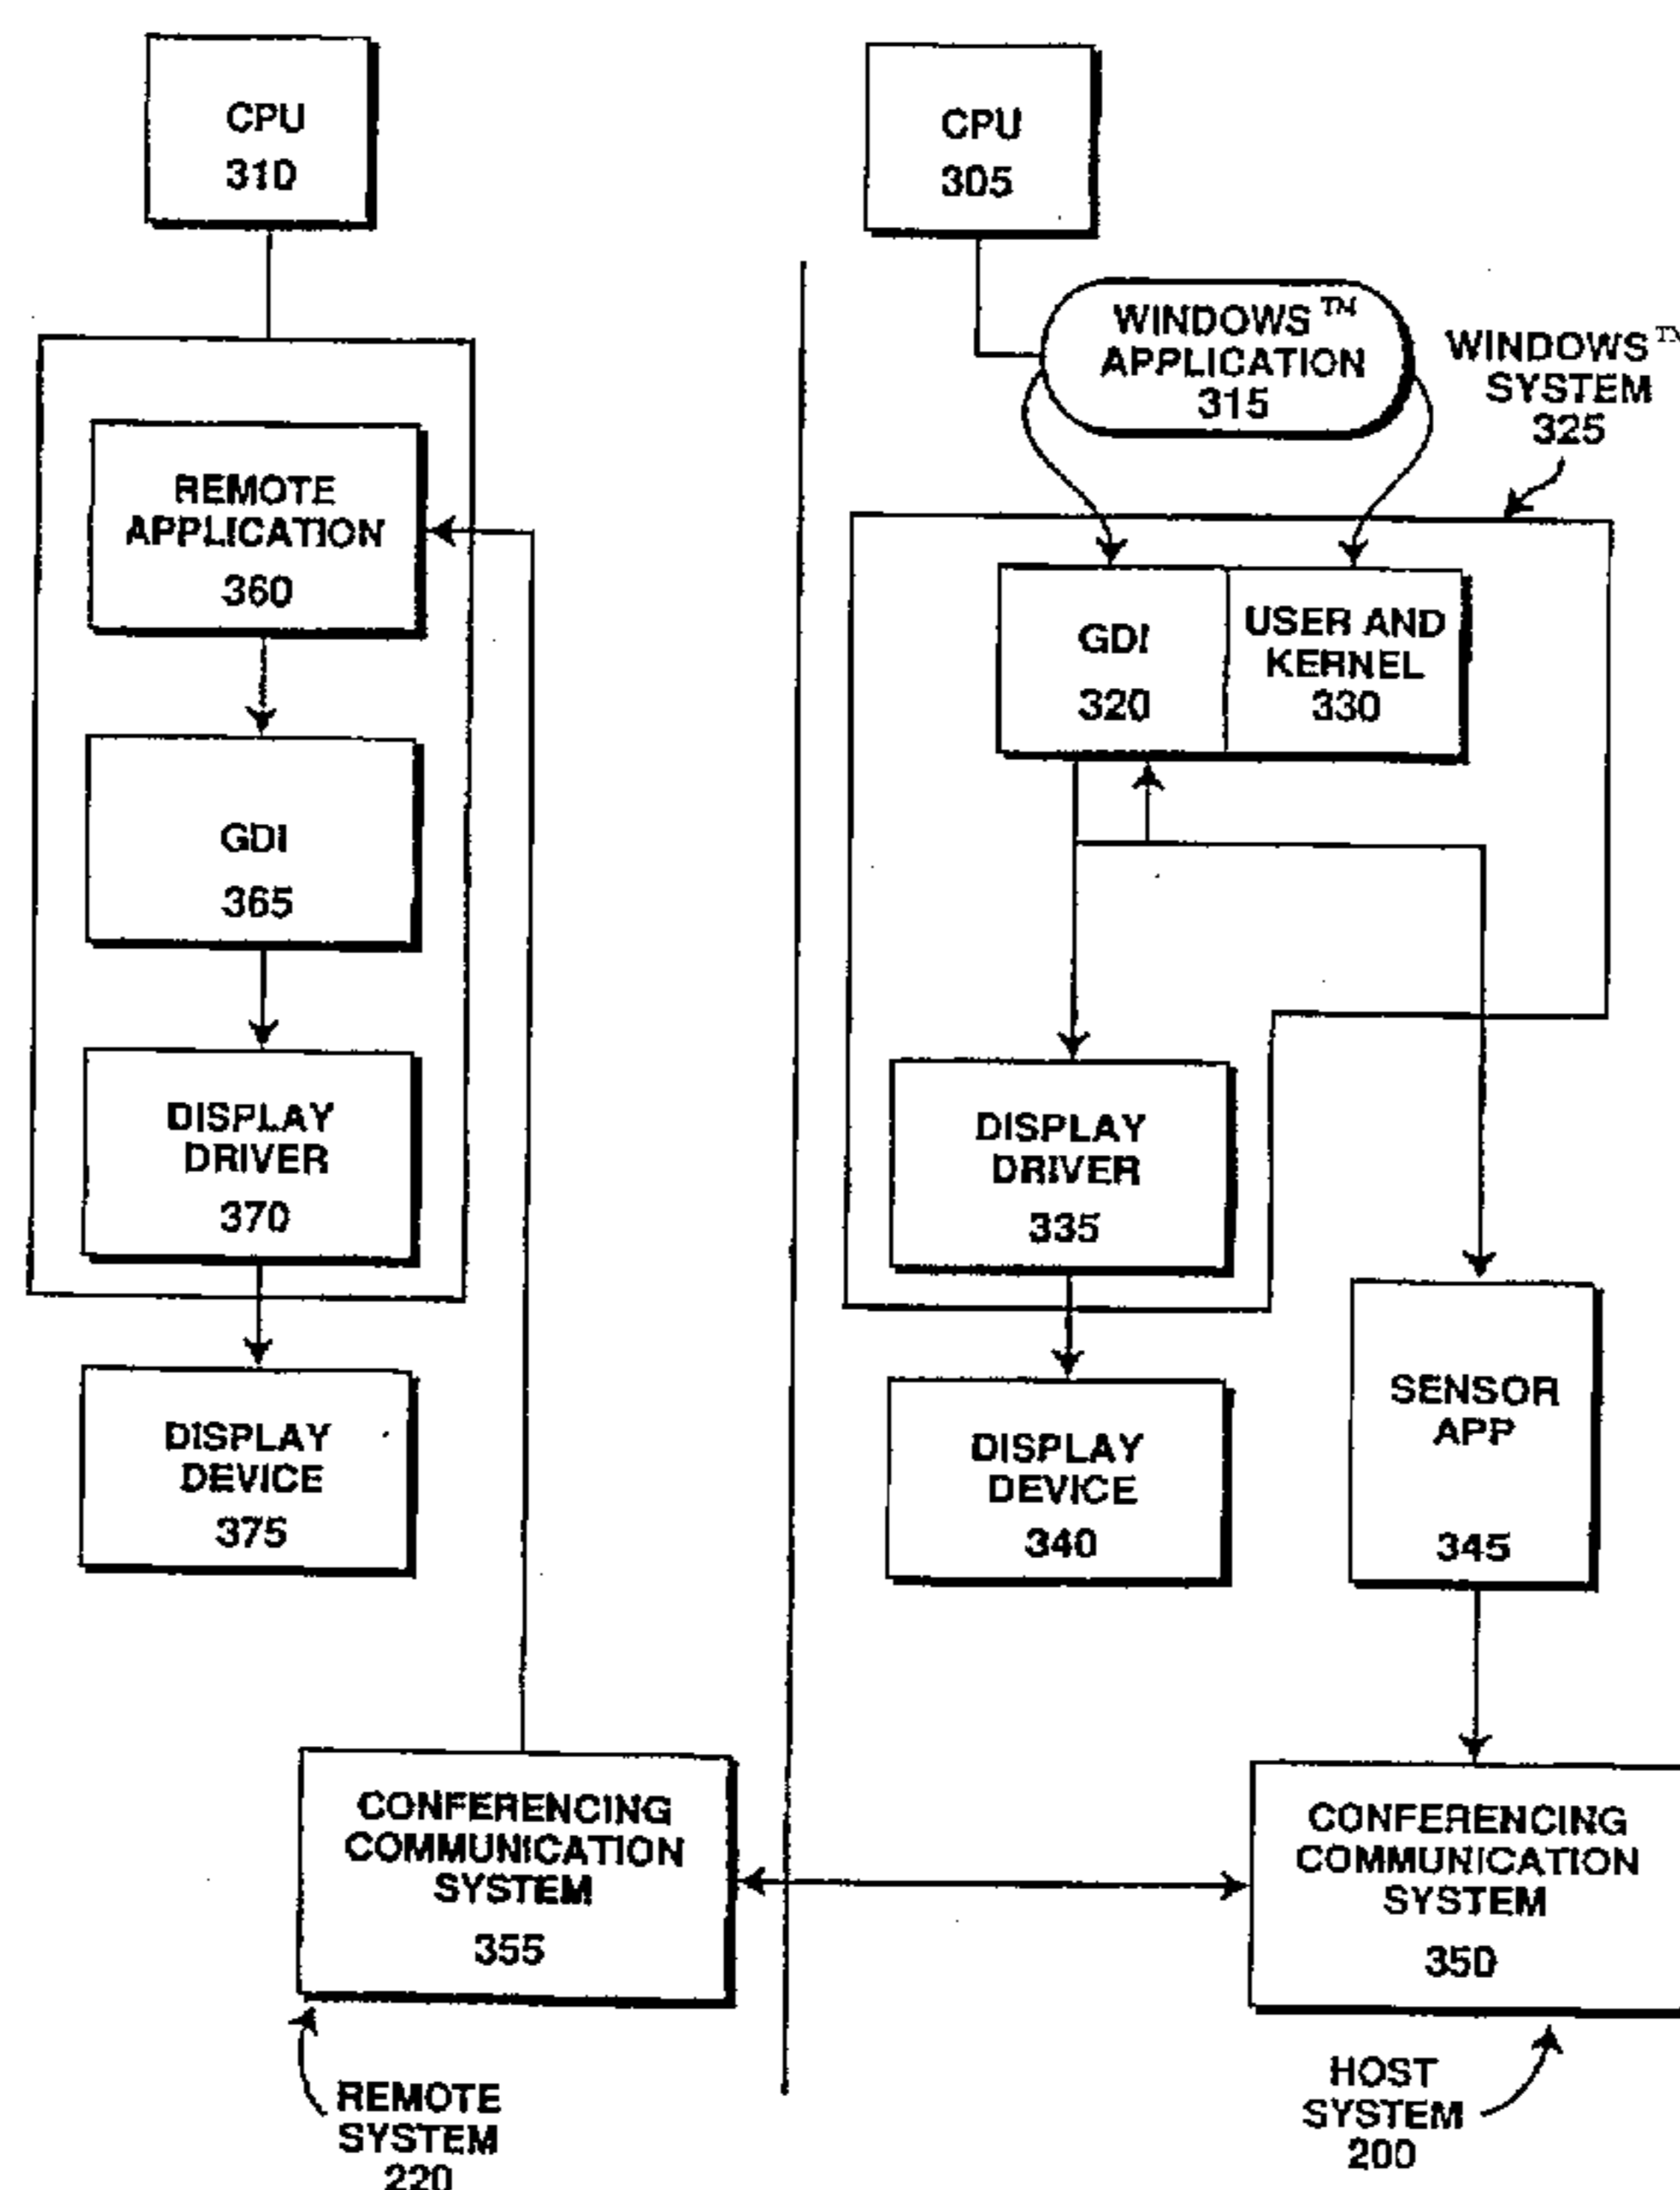 CPU
310
CPU
305
WINDOWS™
APPLICATION
315
WINDOWS™
SYSTEM
325
REMOTE
APPLICATION
360
GDI
320
USER AND
KERNEL
330
GDI
365
DISPLAY
DRIVER
370
DISPLAY
DRIVER
335
DISPLAY
DEVICE
375
DISPLAY
DEVICE
340
SENSOR
APP
345
CONFERENCING
COMMUNICATION
SYSTEM
355
CONFERENCING
COMMUNICATION
SYSTEM
350
REMOTE
SYSTEM
220
HOST
SYSTEM
200